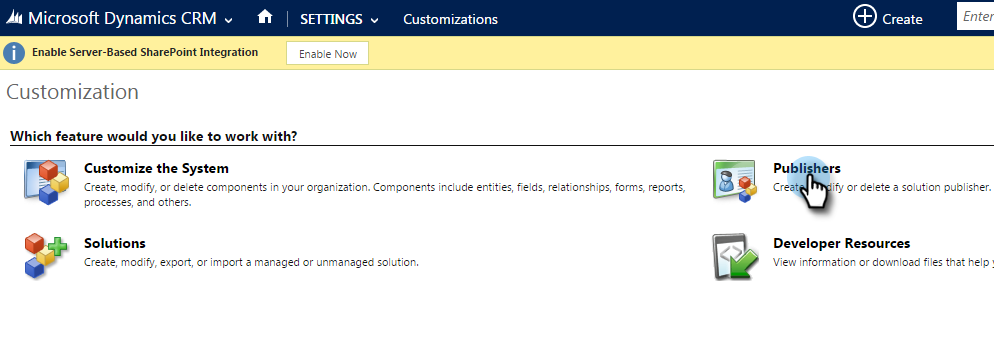 Microsoft Dynamics CRM SETTINGS Customizations Create Enter
Enable Server-Based SharePoint Integration Enable Now
Customization
Which feature would you like to work with?
Customize the System
Create, modify, or delete components in your organization. Components include entities, fields, relationships, forms, reports,
processes, and others.
Publishers
or delete a solution publisher.
Solutions
Create, modify, export, or import a managed or unmanaged solution.
Developer Resources
View information or download files that help